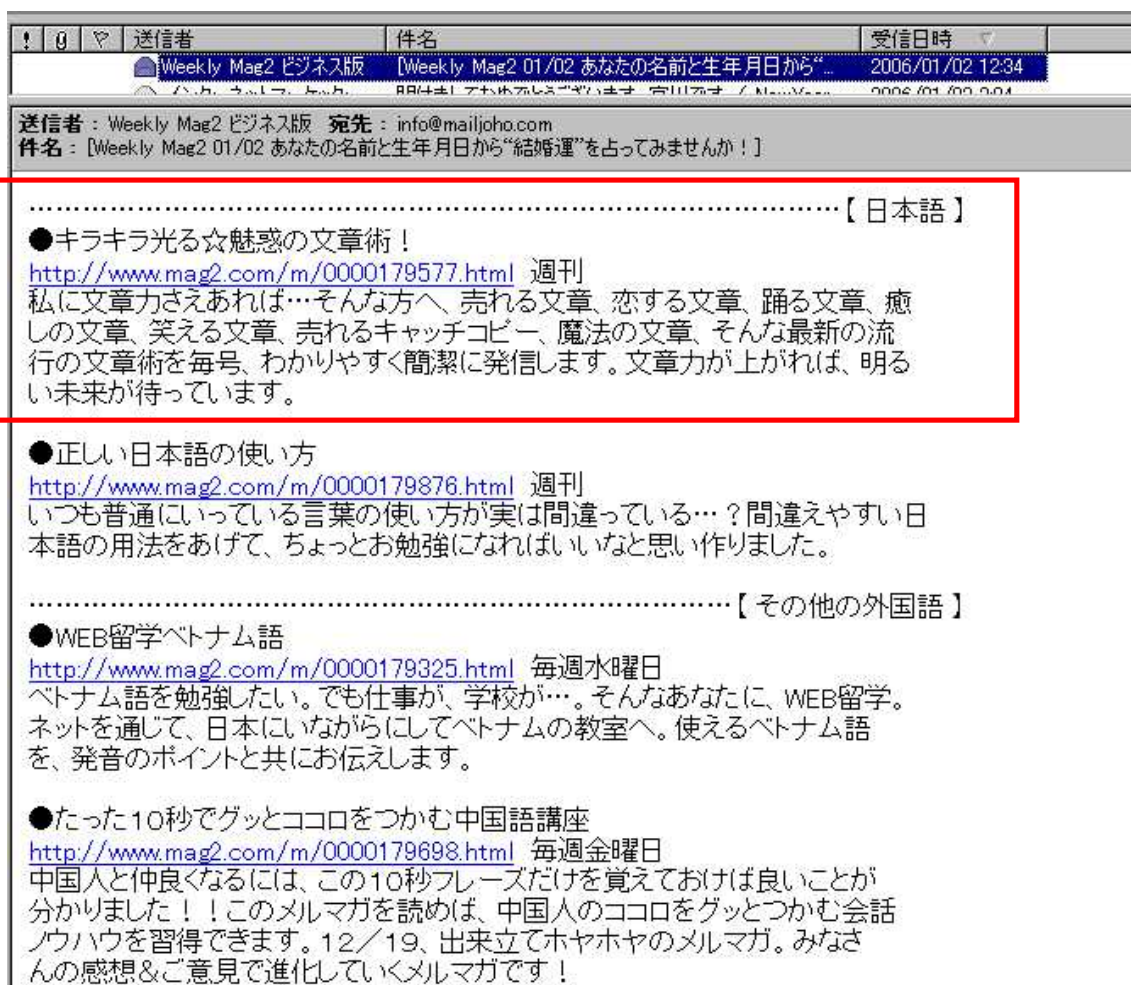 送信者 件名 受信日時
Weekly Mag2 ビジネス版 [Weekly Mag2 01/02 あなたの名前と生年月日から“... 2006/01/02 12:34
送信者：Weekly Mag2 ビジネス版 宛先：info@mailjoho.com
件名：[Weekly Mag2 01/02 あなたの名前と生年月日から“結婚運”を占ってみませんか！]
……………………………………………………………………………【 日本語 】
●キラキラ光る☆魅惑の文章術！
http://www.mag2.com/m/0000179577.html 週刊
私に文章力さえあれば…そんな方へ、売れる文章、恋する文章、踊る文章、癒
しの文章、笑える文章、売れるキャッチコピー、魔法の文章、そんな最新の流
行の文章術を毎号、わかりやすく簡潔に発信します。文章力が上がれば、明る
い未来が待っています。
●正しい日本語の使い方
http://www.mag2.com/m/0000179876.html 週刊
いつも普通にいっている言葉の使い方が実は間違っている…？間違えやすい日
本語の用法をあげて、ちょっとお勉強になればいいなと思い作りました。
…………………………………………………………………【 その他の外国語 】
●WEB留学ベトナム語
http://www.mag2.com/m/0000179325.html 毎週水曜日
ベトナム語を勉強したい。でも仕事が、学校が…。そんなあなたに、WEB留学。
ネットを通じて、日本にいながらにしてベトナムの教室へ。使えるベトナム語
を、発音のポイントと共にお伝えします。
●たった１０秒でグッとココロをつかむ中国語講座
http://www.mag2.com/m/0000179698.html 毎週金曜日
中国人と仲良くなるには、この１０秒フレーズだけを覚えておけば良いことが
分かりました！！このメルマガを読めば、中国人のココロをグッとつかむ会話
ノウハウを習得できます。１２／１９、出来立てホヤホヤのメルマガ。みなさ
んの感想＆ご意見で進化していくメルマガです！